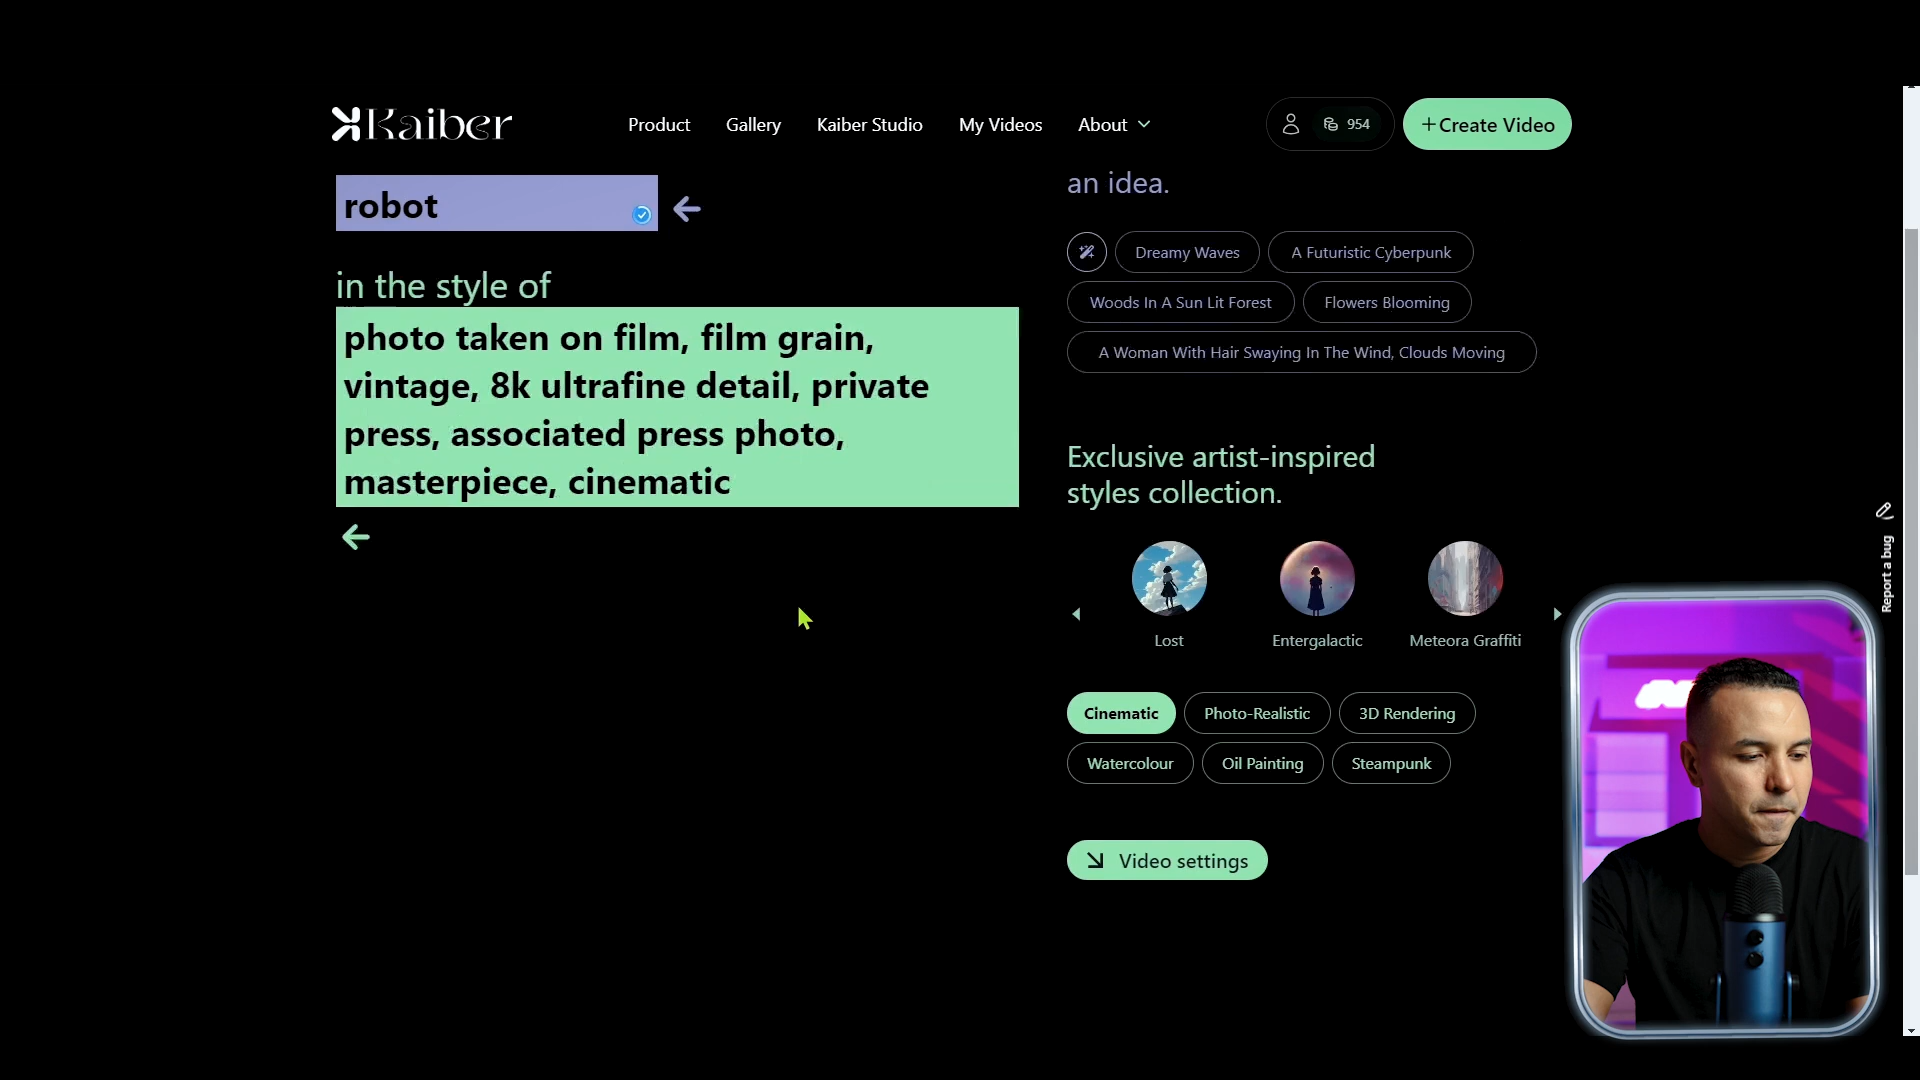 Kaiber
Product Gallery Kaiber Studio My Videos About
954
+Create Video
robot
in the style of
photo taken on film, film grain,
vintage, 8k ultrafine detail, private
press, associated press photo,
masterpiece, cinematic
an idea.
Dreamy Waves A Futuristic Cyberpunk
Woods In A Sun Lit Forest Flowers Blooming
A Woman With Hair Swaying In The Wind, Clouds Moving
Exclusive artist-inspired
styles collection.
Lost Entergalactic Meteora Graffiti
Cinematic Photo-Realistic 3D Rendering
Watercolour Oil Painting Steampunk
Video settings
Report a bug